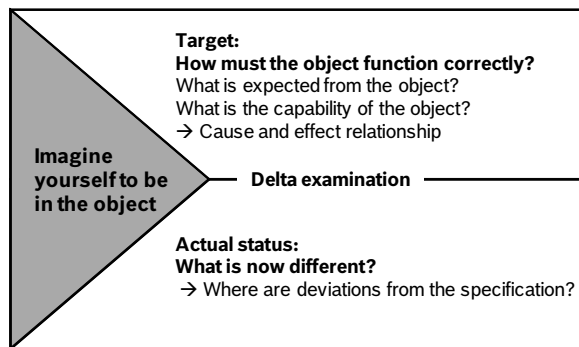 Target:
How must the object function correctly?
What is expected from the object?
What is the capability of the object?
→ Cause and effect relationship
Imagine
yourself to be
in the object
Delta examination
Actual status:
What is now different?
→ Where are deviations from the specification?